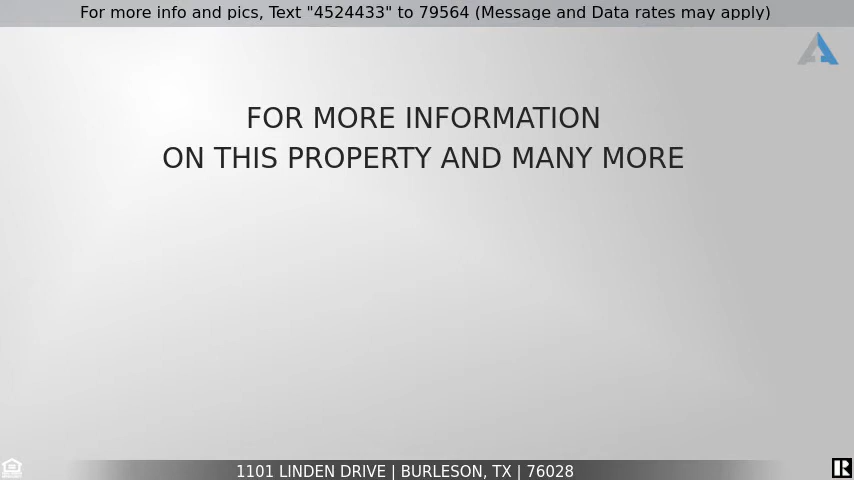 For more info and pics, Text "4524433" to 79564 (Message and Data rates may apply)
FOR MORE INFORMATION
ON THIS PROPERTY AND MANY MORE
1101 LINDEN DRIVE | BURLESON, TX | 76028